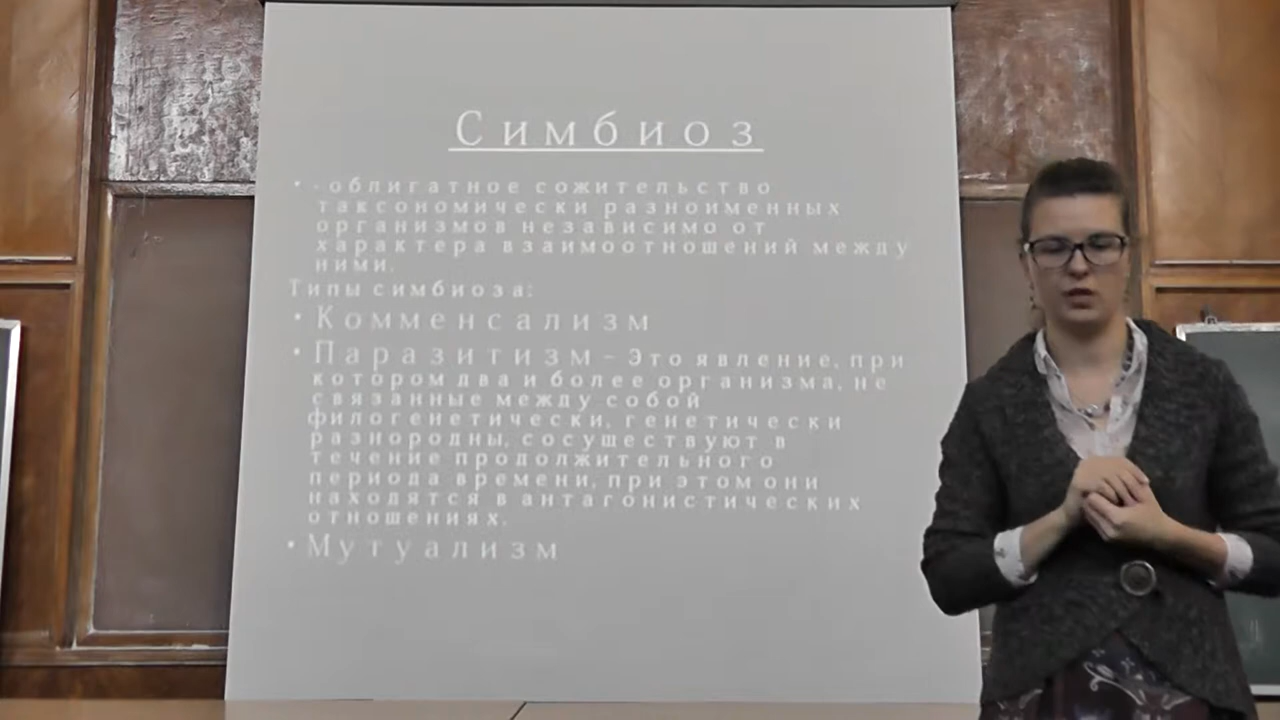 Симбиоз
• - облигатное сожительство
таксономически разноименных
организмов независимо от
характера взаимоотношений между
ними.
Типы симбиоза:
• Комменсализм
• Паразитизм – Это явление, при
котором два и более организма, не
связанные между собой
филогенетически, генетически
разнородны, сосуществуют в
течение продолжительного
периода времени, при этом они
находятся в антагонистических
отношениях.
• Мутуализм